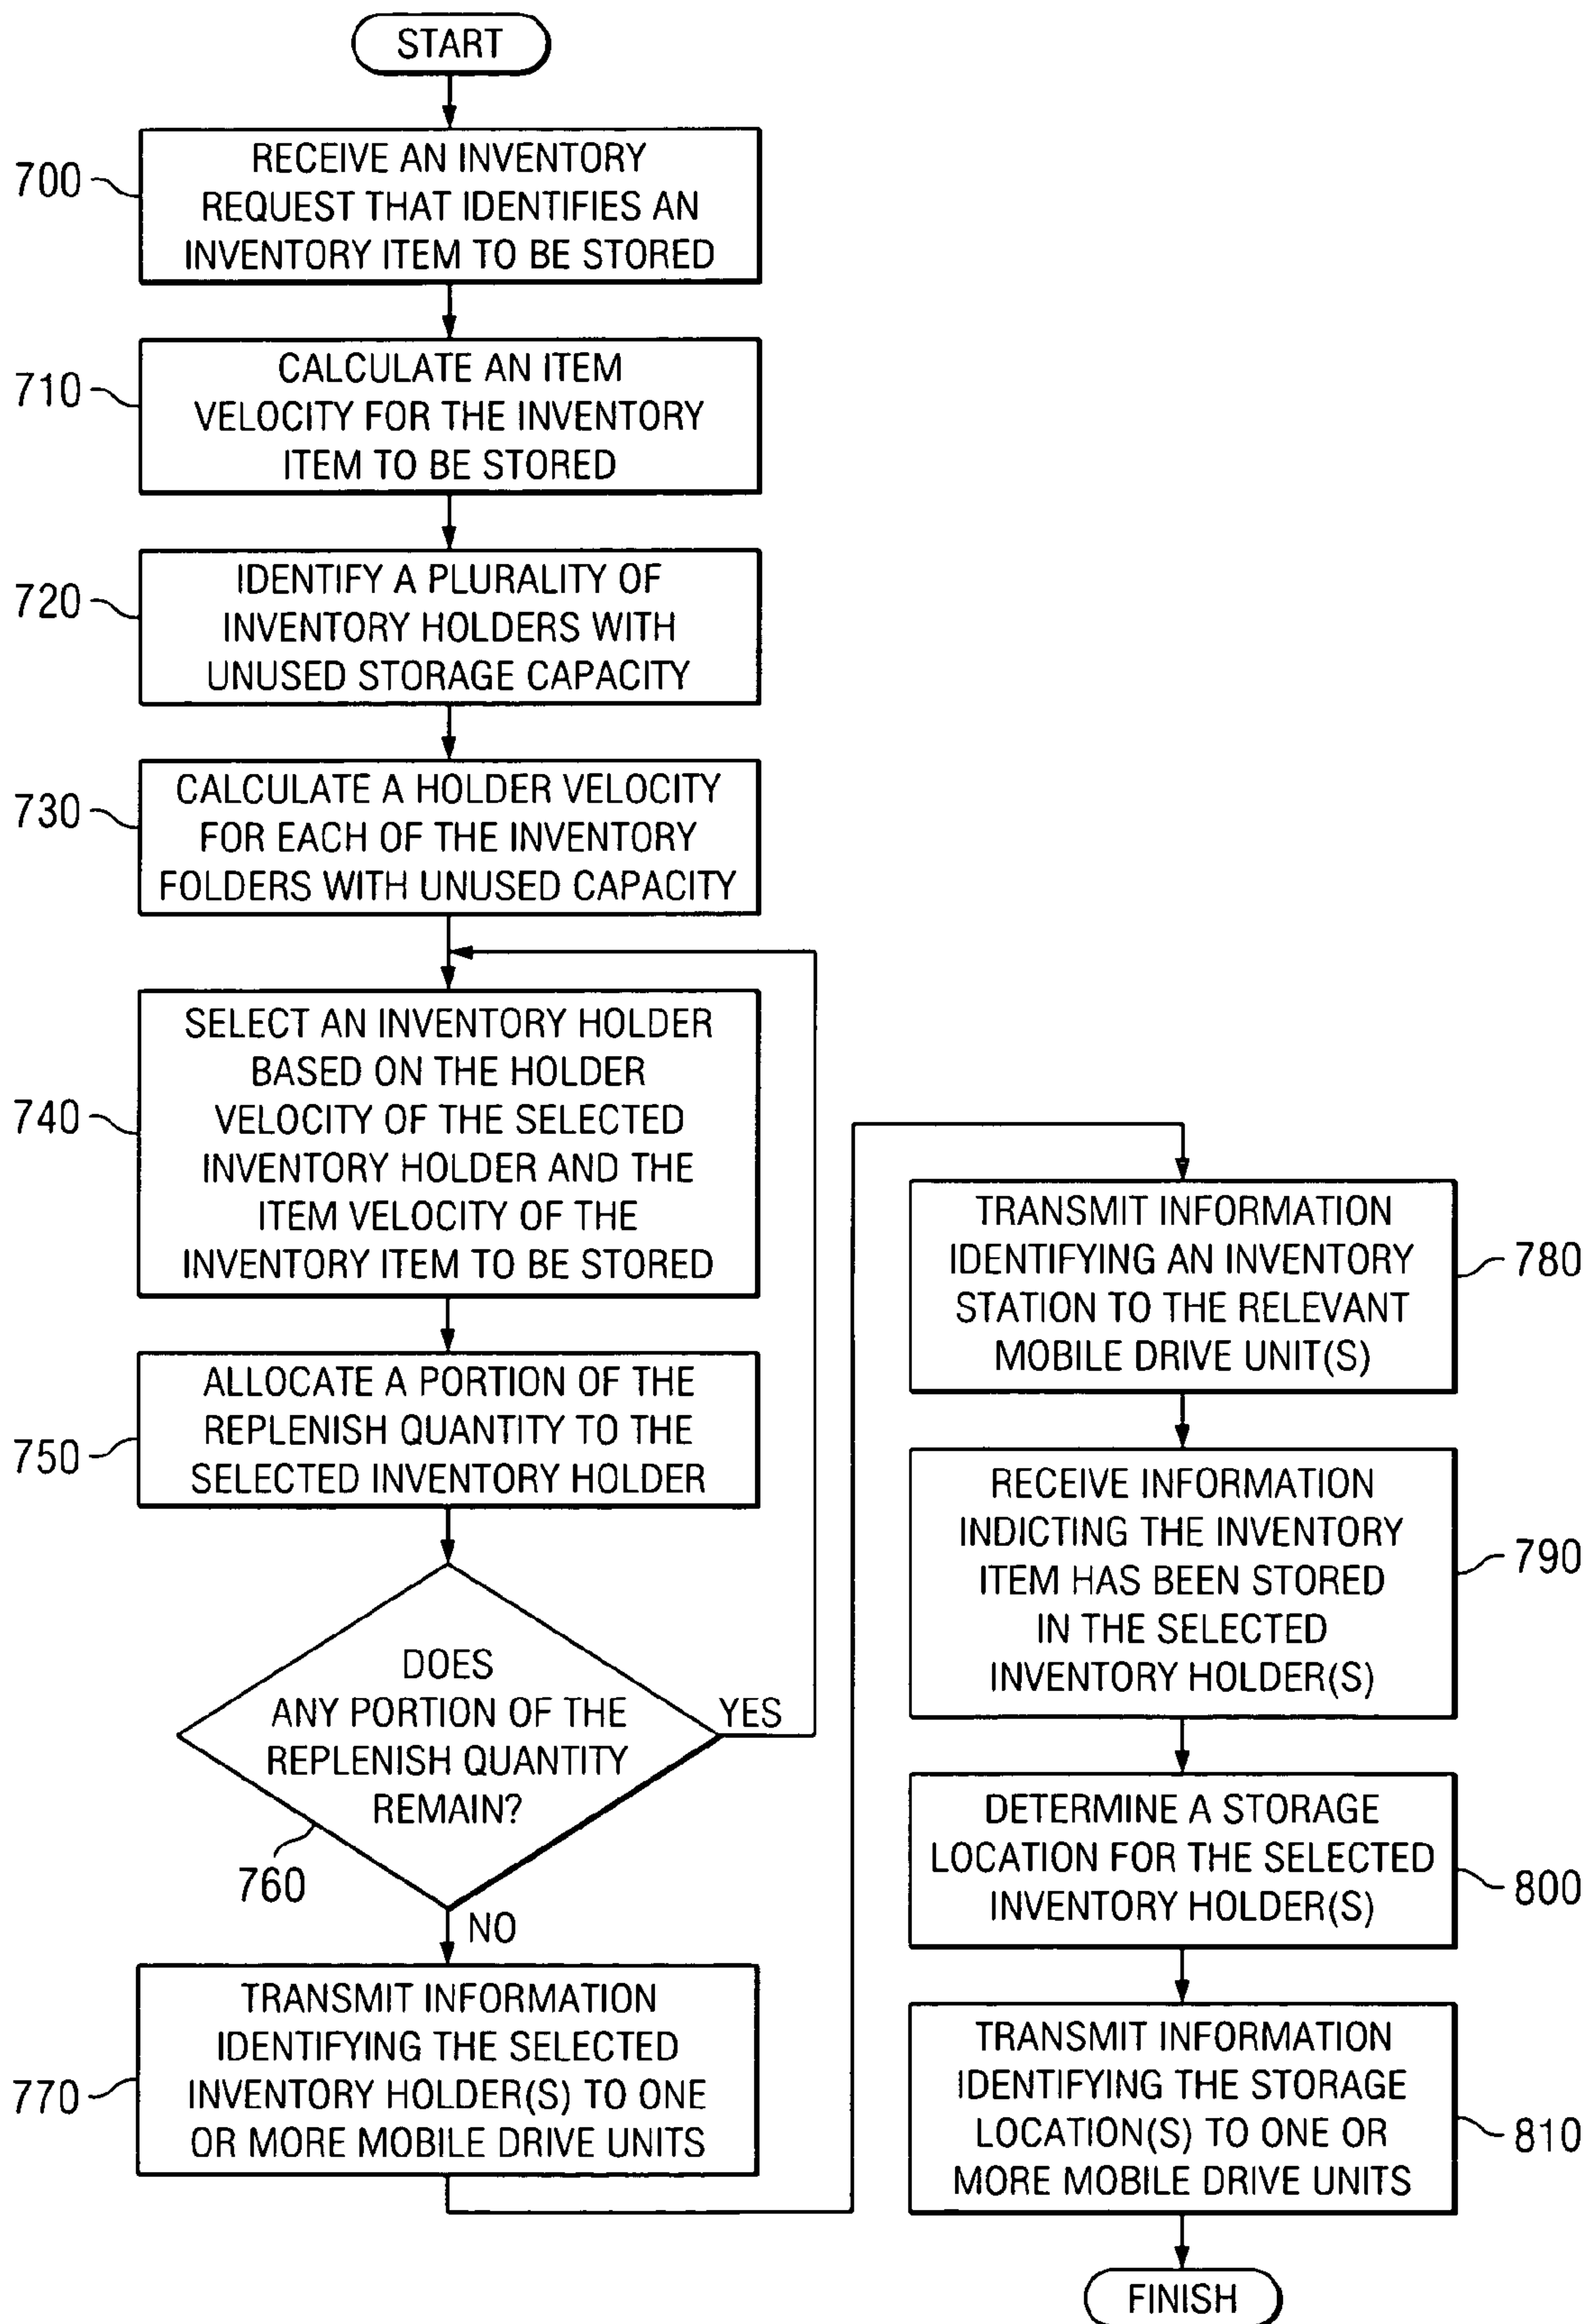 START
700
RECEIVE AN INVENTORY
REQUEST THAT IDENTIFIES AN
INVENTORY ITEM TO BE STORED
710
CALCULATE AN ITEM
VELOCITY FOR THE INVENTORY
ITEM TO BE STORED
720
IDENTIFY A PLURALITY OF
INVENTORY HOLDERS WITH
UNUSED STORAGE CAPACITY
730
CALCULATE A HOLDER VELOCITY
FOR EACH OF THE INVENTORY
FOLDERS WITH UNUSED CAPACITY
740
SELECT AN INVENTORY HOLDER
BASED ON THE HOLDER
VELOCITY OF THE SELECTED
INVENTORY HOLDER AND THE
ITEM VELOCITY OF THE
INVENTORY ITEM TO BE STORED
750
ALLOCATE A PORTION OF THE
REPLENISH QUANTITY TO THE
SELECTED INVENTORY HOLDER
DOES
ANY PORTION OF THE
REPLENISH QUANTITY
REMAIN?
YES
760
NO
770
TRANSMIT INFORMATION
IDENTIFYING THE SELECTED
INVENTORY HOLDER(S) TO ONE
OR MORE MOBILE DRIVE UNITS
TRANSMIT INFORMATION
IDENTIFYING AN INVENTORY
STATION TO THE RELEVANT
MOBILE DRIVE UNIT(S)
780
RECEIVE INFORMATION
INDICTING THE INVENTORY
ITEM HAS BEEN STORED
IN THE SELECTED
INVENTORY HOLDER(S)
790
DETERMINE A STORAGE
LOCATION FOR THE SELECTED
INVENTORY HOLDER(S)
800
TRANSMIT INFORMATION
IDENTIFYING THE STORAGE
LOCATION(S) TO ONE OR
MORE MOBILE DRIVE UNITS
810
FINISH